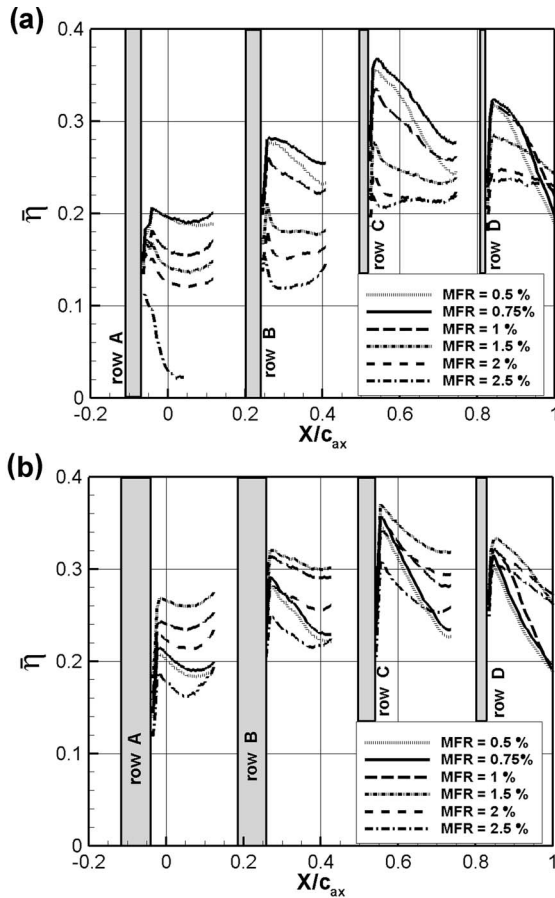 (a)
0.4
0.3
0.2
0.1
0
η̄
row A
row B
row C
row D
MFR = 0.5 %
MFR = 0.75%
MFR = 1 %
MFR = 1.5 %
MFR = 2 %
MFR = 2.5 %
-0.2 0 0.2 0.4 0.6 0.8 1
X/cax
(b)
0.4
0.3
0.2
0.1
0
η̄
row A
row B
row C
row D
MFR = 0.5 %
MFR = 0.75%
MFR = 1 %
MFR = 1.5 %
MFR = 2 %
MFR = 2.5 %
-0.2 0 0.2 0.4 0.6 0.8 1
X/cax